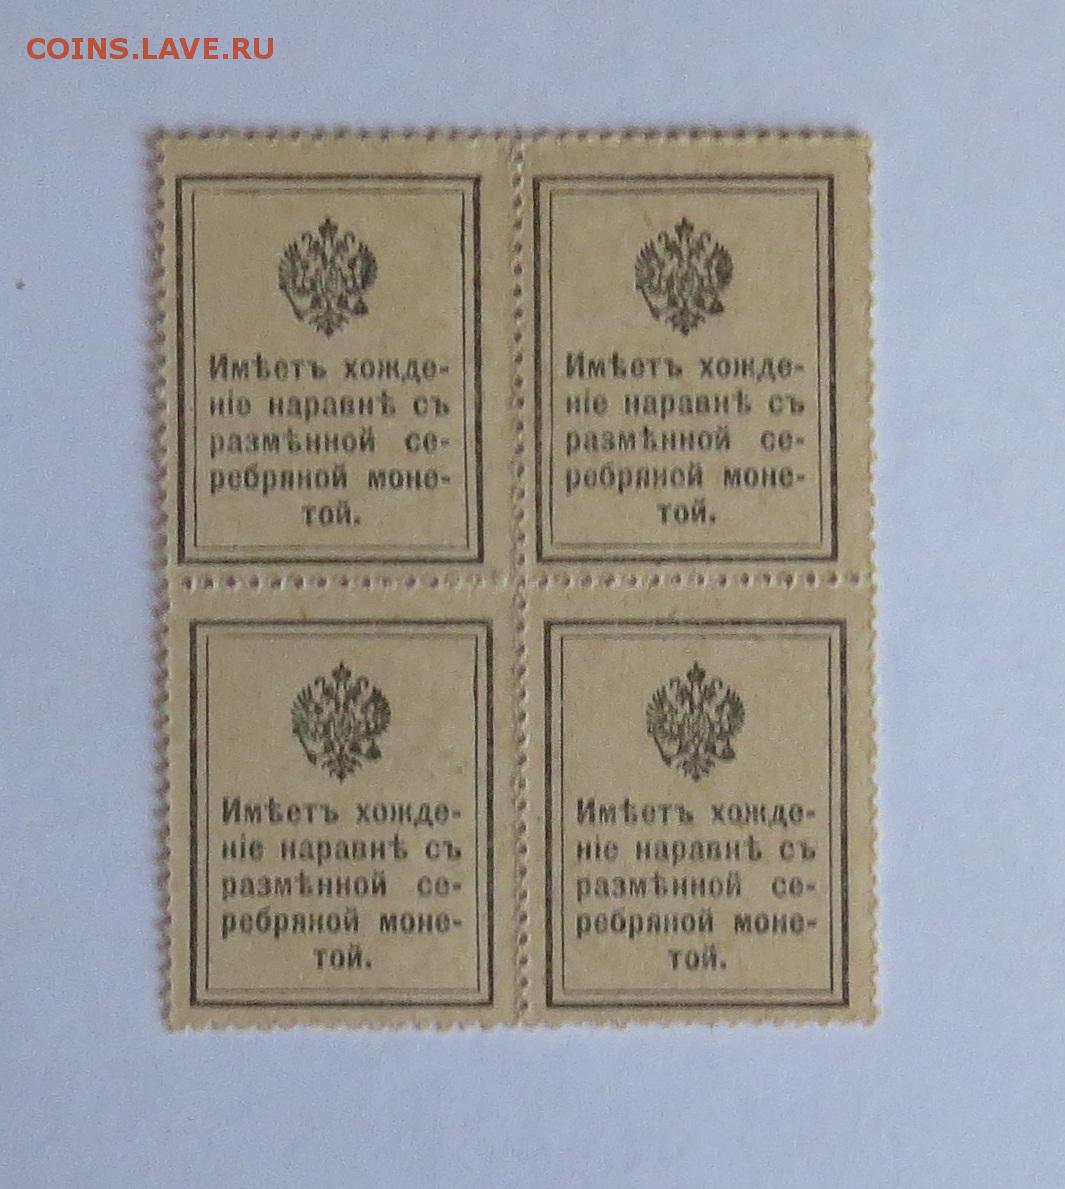 COINS.LAVE.RU
Имѣетъ хожде-
ніе наравнѣ съ
размѣнной се-
ребряной моне-
той.
Имѣетъ хожде-
ніе наравнѣ съ
размѣнной се-
ребряной моне-
той.
Имѣетъ хожде-
ніе наравнѣ съ
размѣнной се-
ребряной моне-
той.
Имѣетъ хожде-
ніе наравнѣ съ
размѣнной се-
ребряной моне-
той.